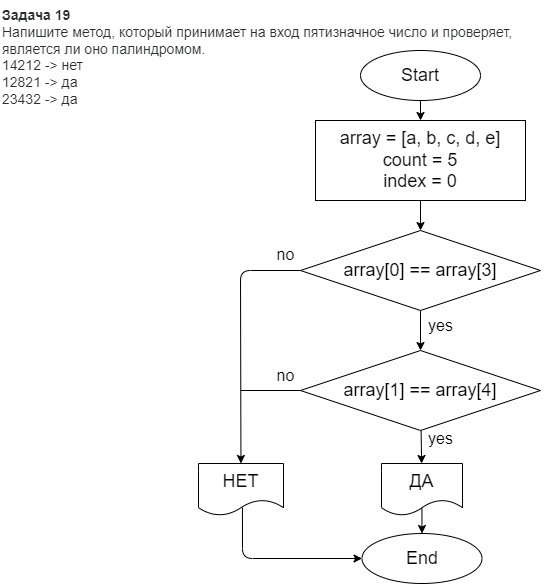 Задача 19
Напишите метод, который принимает на вход пятизначное число и проверяет,
является ли оно палиндромом.
14212 -> нет
12821 -> да
23432 -> да
Start
array = [a, b, c, d, e]
count = 5
index = 0
no
array[0] == array[3]
yes
no
array[1] == array[4]
yes
НЕТ
ДА
End